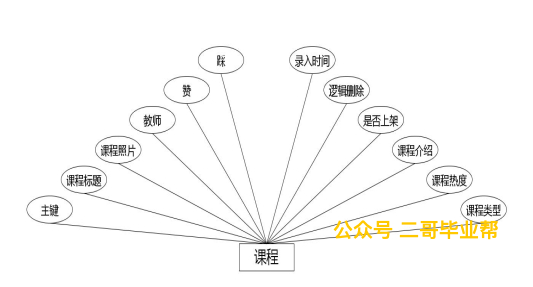 踩
录入时间
赞
逻辑删除
教师
是否上架
课程照片
课程介绍
课程标题
课程热度
主键
课程类型
公众号 二哥毕业帮
课程